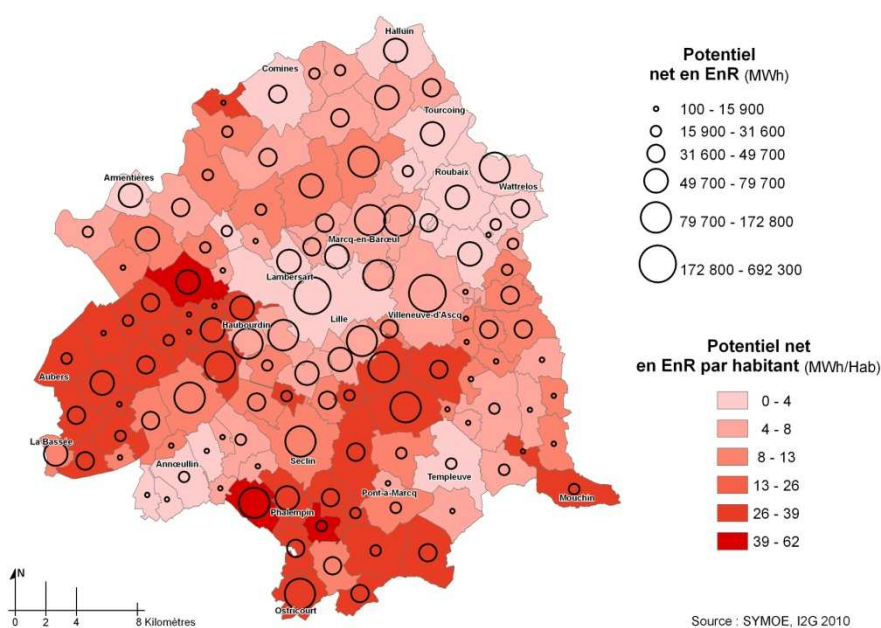 Halluin
Comines
Tourcoing
Armentières
Roubaix
Wattrelos
Marcq-en-Barœul
Lambersart
Lille
Villeneuve-d'Ascq
Haubourdin
Aubers
La Bassée
Annœullin
Seclin
Templeuve
Mouchin
Pont-à-Marcq
Phalempin
Ostricourt
Potentiel
net en EnR (MWh)
100 - 15 900
15 900 - 31 600
31 600 - 49 700
49 700 - 79 700
79 700 - 172 800
172 800 - 692 300
Potentiel net
en EnR par habitant (MWh/Hab)
0 - 4
4 - 8
8 - 13
13 - 26
26 - 39
39 - 62
N
0 2 4 8 Kilomètres
Source : SYMOE, I2G 2010